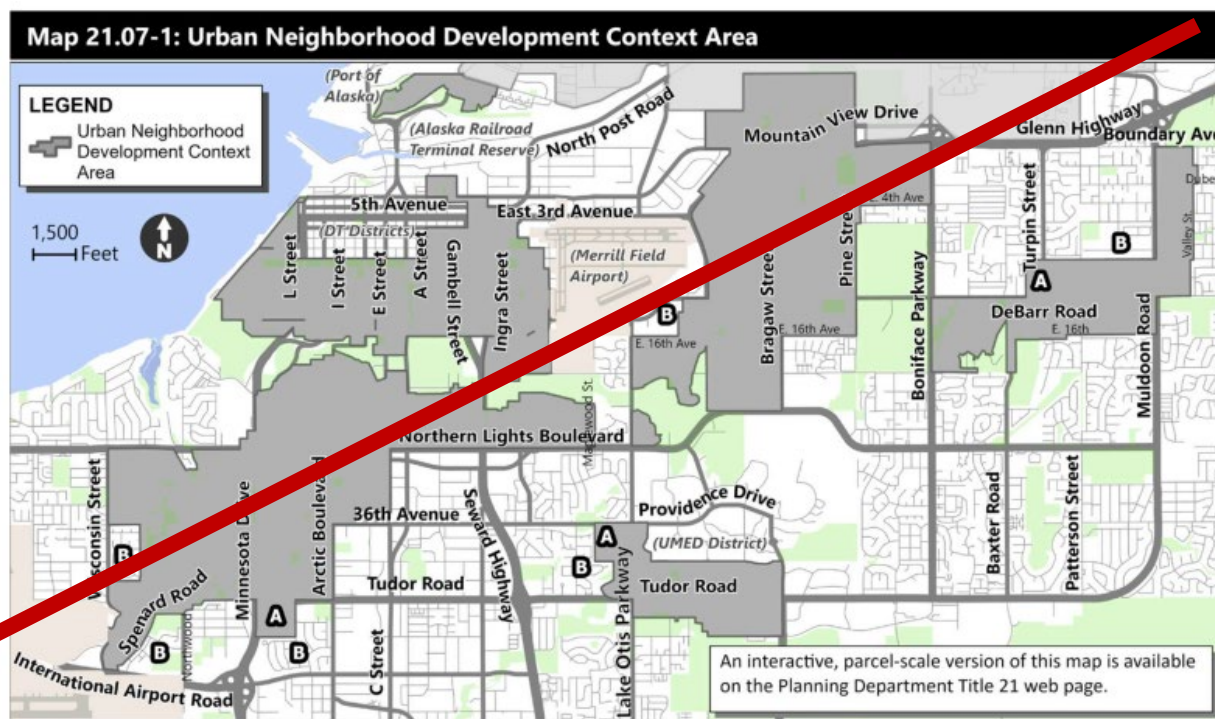 Map 21.07-1: Urban Neighborhood Development Context Area
LEGEND
Urban Neighborhood
Development Context
Area
1,500
Feet
N
(Port of
Alaska)
(Alaska Railroad
Terminal Reserve)
North Post Road
Mountain View Drive
Glenn Highway
Boundary Ave
5th Avenue
East 3rd Avenue
E. 4th Ave
(DT Districts)
(Merrill Field
Airport)
L Street
I Street
E Street
A Street
Gambell Street
Ingra Street
Bragaw Street
Pine Street
Boniface Parkway
Turpin Street
Valley St.
B
A
B
DeBarr Road
E. 16th
E. 16th Ave
E. 16th Ave
Muldoon Road
Northern Lights Boulevard
Wisconsin Street
Minnesota Drive
Arctic Boulevard
36th Avenue
Seward Highway
Providence Drive
(UMED District)
Baxter Road
Patterson Street
B
A
B
Spenard Road
Tudor Road
Tudor Road
Lake Otis Parkway
A
B
B
Northwood
C Street
International Airport Road
An interactive, parcel-scale version of this map is available
on the Planning Department Title 21 web page.